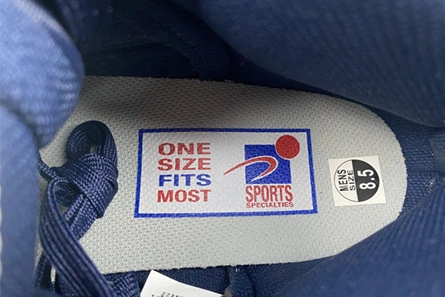 ONE
SIZE
FITS
MOST
SPORTS
SPECIALTIES
MENS
SIZE
8.5